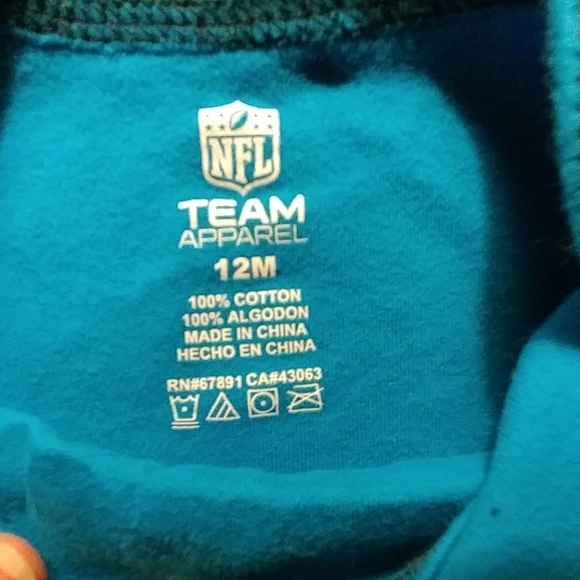 NFL
TEAM
APPAREL
12M
100% COTTON
100% ALGODON
MADE IN CHINA
HECHO EN CHINA
RN#67891 CA#43063